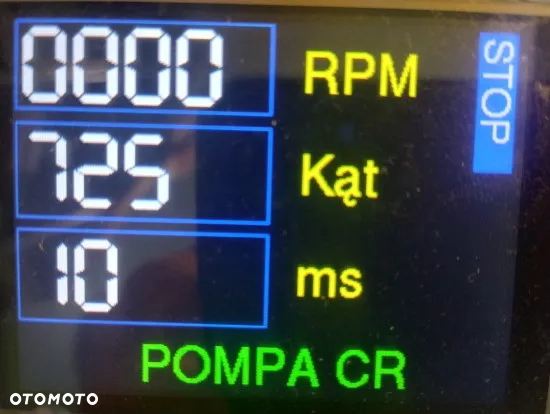 0000 RPM
STOP
725 Kąt
10 ms
POMPA CR
OTOMOTO